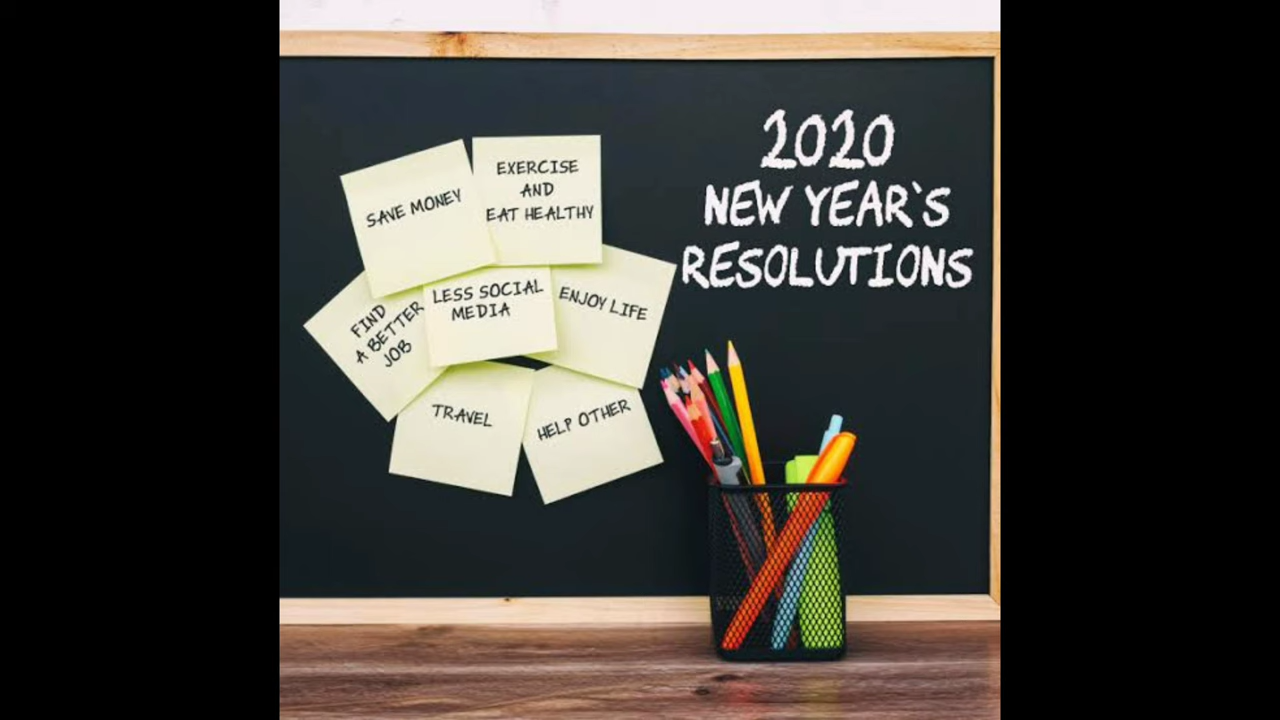 2020
NEW YEAR'S
RESOLUTIONS
SAVE MONEY
EXERCISE
AND
EAT HEALTHY
FIND
A BETTER
JOB
LESS SOCIAL
MEDIA
ENJOY LIFE
TRAVEL
HELP OTHER